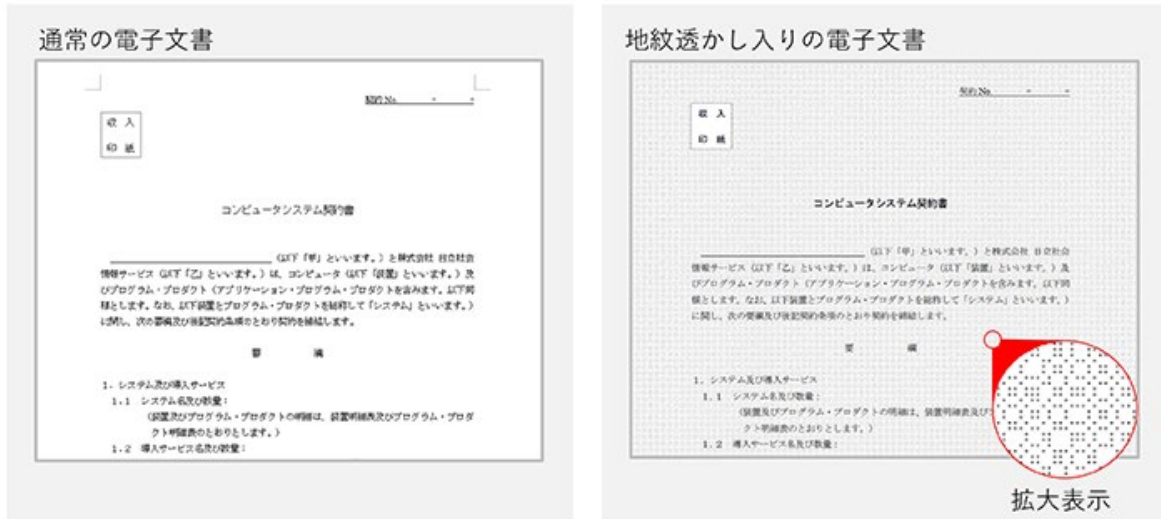 通常の電子文書
契約 No. - -
収 入
印 紙
コンピュータシステム契約書
(以下「甲」といいます。)と株式会社 日立社会
情報サービス(以下「乙」といいます。)は、コンピュータ(以下「装置」といいます。)及
びプログラム・プロダクト(アプリケーション・プログラム・プロダクトを含みます。以下同
様とします。なお、以下装置とプログラム・プロダクトを総称して「システム」といいます。)
に関し、次の要綱及び後記契約条項のとおり契約を締結します。
要 綱
1. システム及び導入サービス
1.1 システム名及び数量:
(装置及びプログラム・プロダクトの明細は、装置明細表及びプログラム・プロダ
クト明細表のとおりとします。)
1.2 導入サービス名及び数量:
地紋透かし入りの電子文書
契約 No. - -
収 入
印 紙
コンピュータシステム契約書
(以下「甲」といいます。)と株式会社 日立社会
情報サービス(以下「乙」といいます。)は、コンピュータ(以下「装置」といいます。)及
びプログラム・プロダクト(アプリケーション・プログラム・プロダクトを含みます。以下同
様とします。なお、以下装置とプログラム・プロダクトを総称して「システム」といいます。)
に関し、次の要綱及び後記契約条項のとおり契約を締結します。
要 綱
1. システム及び導入サービス
1.1 システム名及び数量:
(装置及びプログラム・プロダクトの明細は、装置明細表及び
クト明細表のとおりとします。)
1.2 導入サービス名及び数量:
拡大表示